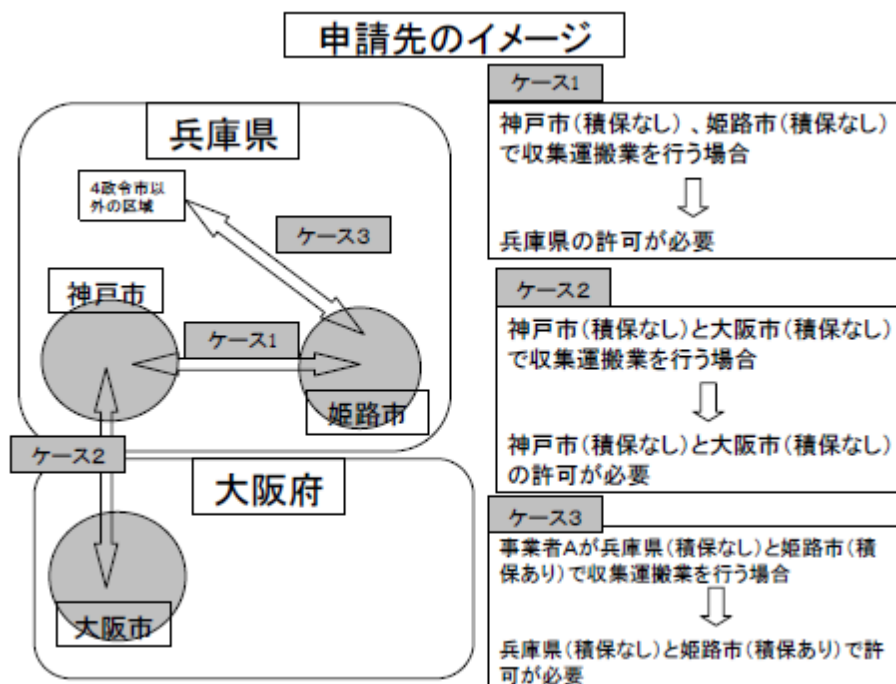 申請先のイメージ
兵庫県
4政令市以
外の区域
ケース3
神戸市
ケース1
姫路市
ケース2
大阪府
大阪市
ケース1
神戸市(積保なし)、姫路市(積保なし)
で収集運搬業を行う場合
兵庫県の許可が必要
ケース2
神戸市(積保なし)と大阪市(積保なし)
で収集運搬業を行う場合
神戸市(積保なし)と大阪市(積保なし)
の許可が必要
ケース3
事業者Aが兵庫県(積保なし)と姫路市(積
保あり)で収集運搬業を行う場合
兵庫県(積保なし)と姫路市(積保あり)で許
可が必要